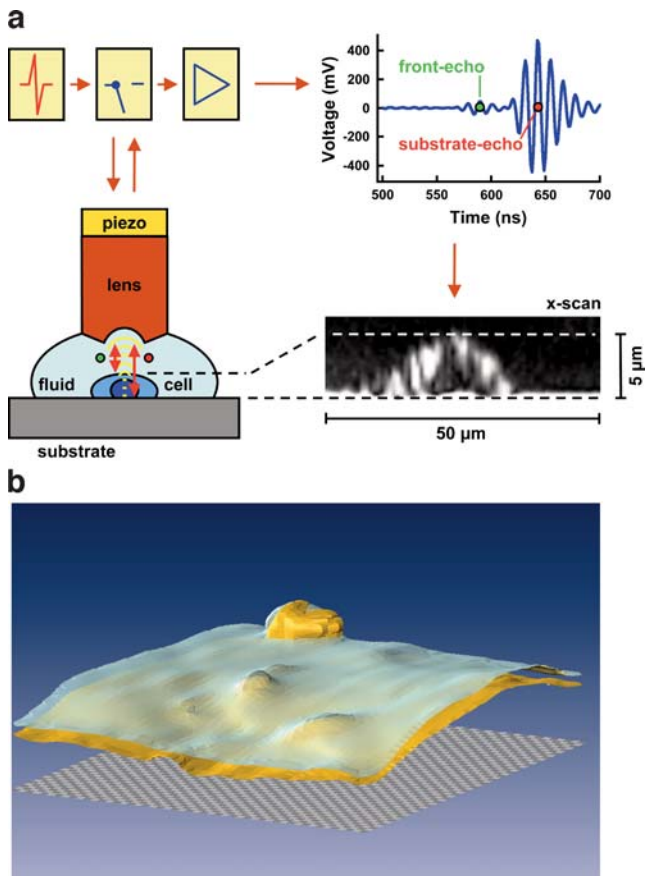 a
front-echo
substrate-echo
Voltage (mV)
400
200
0
-200
-400
500
550
600
650
700
Time (ns)
piezo
lens
fluid
cell
substrate
x-scan
5 μm
50 μm
b